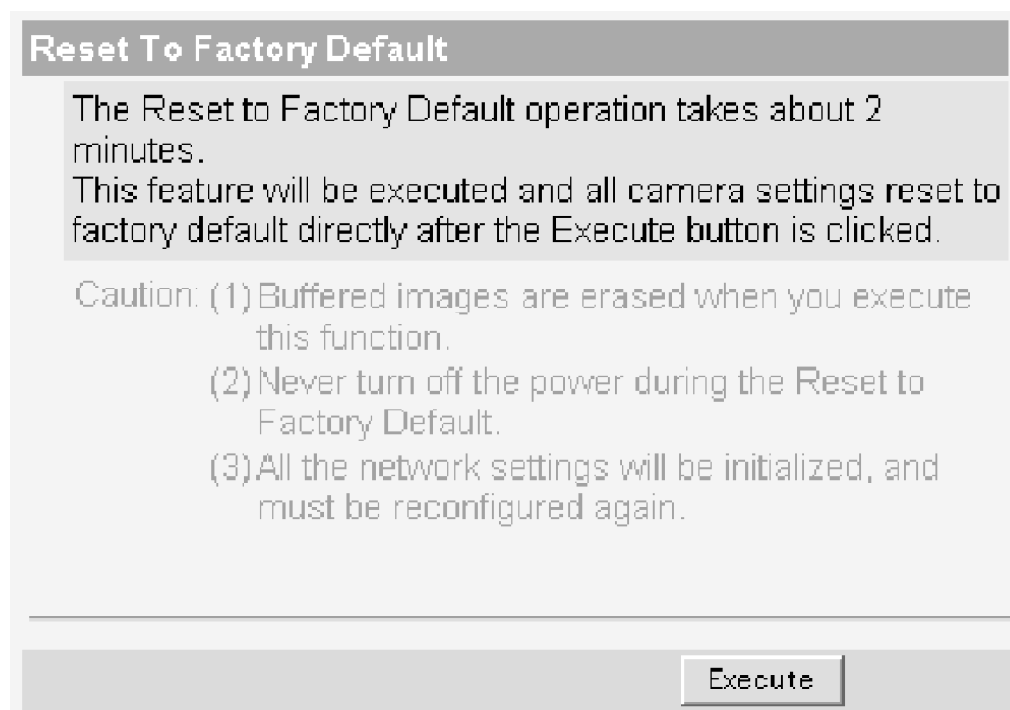 Reset To Factory Default
The Reset to Factory Default operation takes about 2
minutes.
This feature will be executed and all camera settings reset to
factory default directly after the Execute button is clicked.
Caution: (1) Buffered images are erased when you execute
this function.
(2) Never turn off the power during the Reset to
Factory Default.
(3) All the network settings will be initialized, and
must be reconfigured again.
Execute